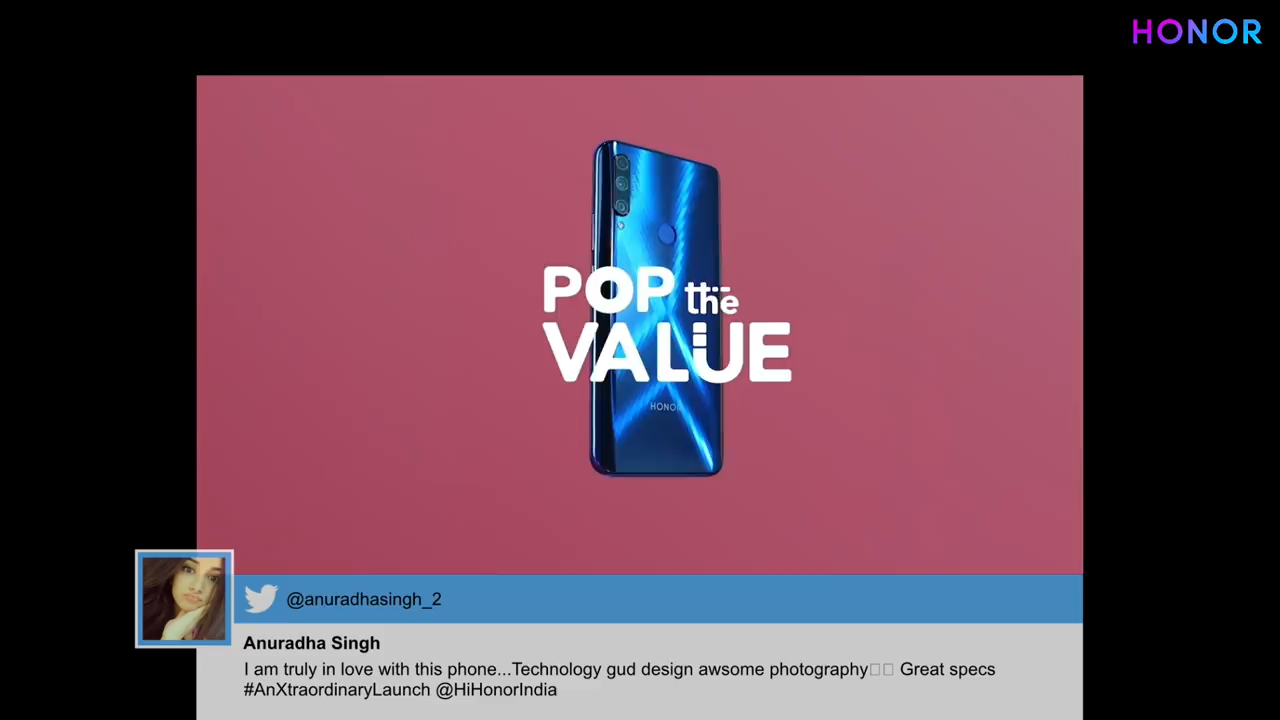 HONOR
POP the
VALUE
HONOR
@anuradhasingh_2
Anuradha Singh
I am truly in love with this phone...Technology gud design awsome photography Great specs
#AnXtraordinaryLaunch @HiHonorIndia